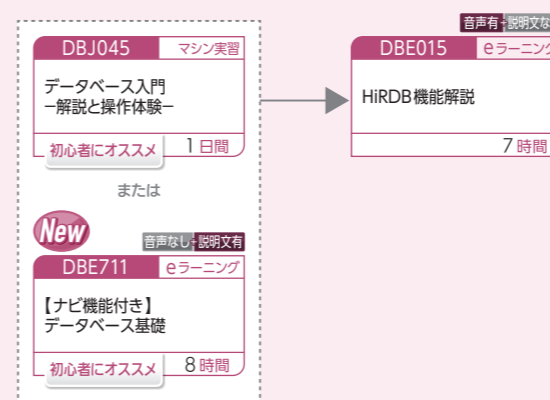 DBJ045 マシン実習
データベース入門
−解説と操作体験−
初心者にオススメ 1日間
または
New
音声なし+説明文有
DBE711 eラーニング
【ナビ機能付き】
データベース基礎
初心者にオススメ 8時間
音声有+説明文な
DBE015 eラーニング
HiRDB機能解説
7時間